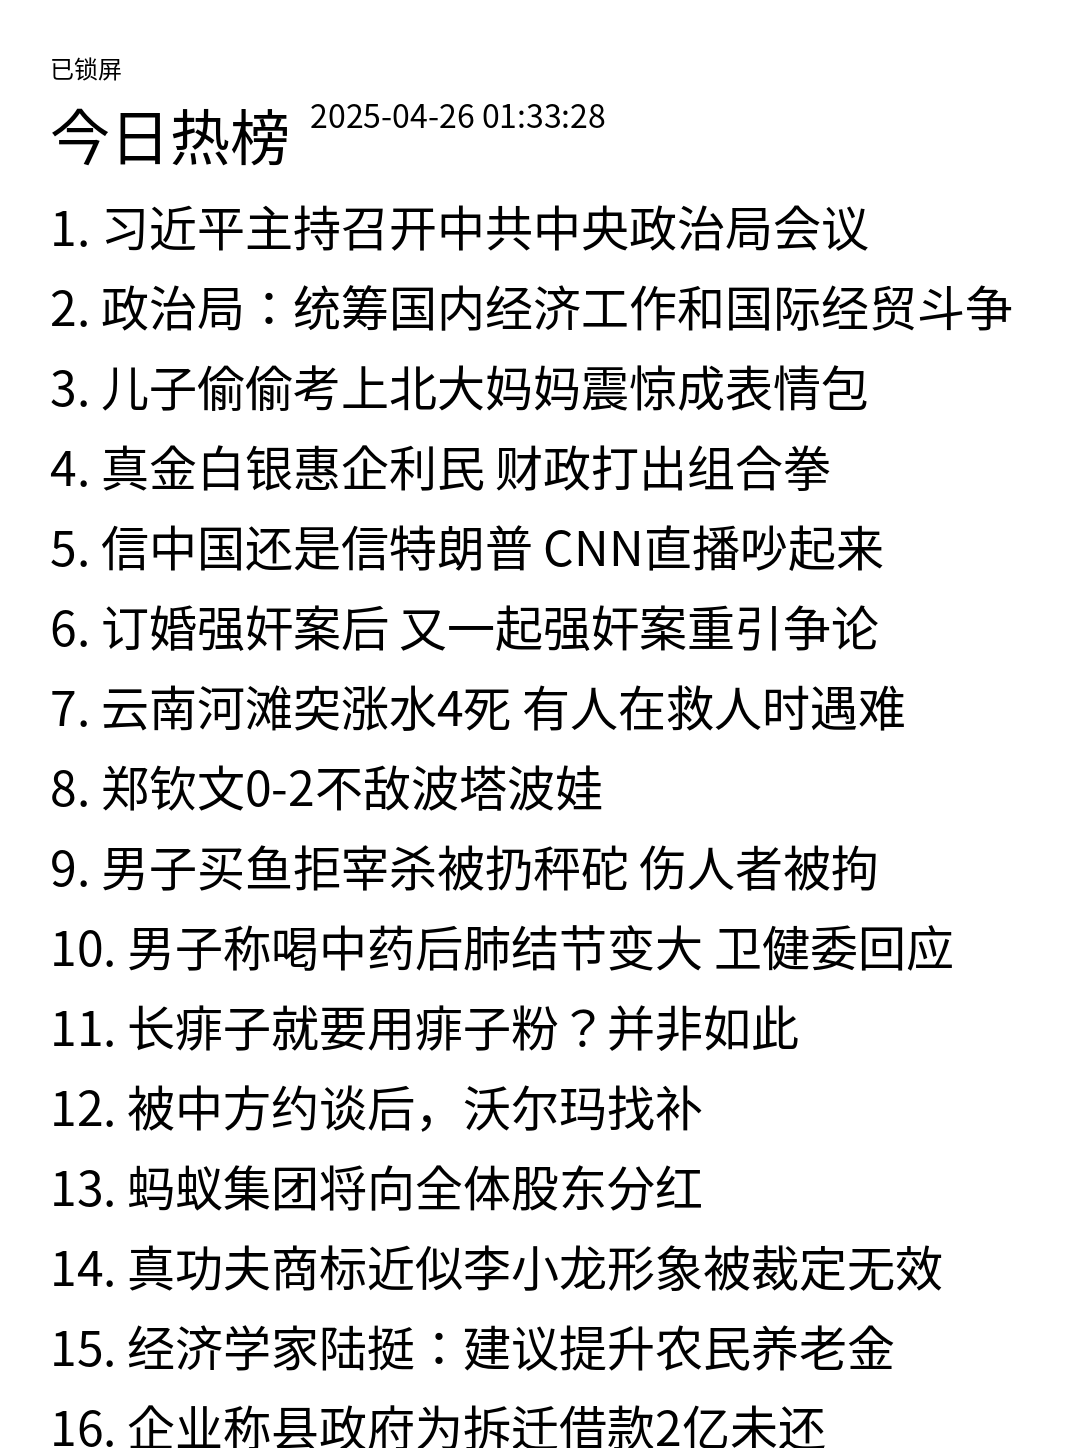 已锁屏
今日热榜 2025-04-26 01:33:28
1. 习近平主持召开中共中央政治局会议
2. 政治局：统筹国内经济工作和国际经贸斗争
3. 儿子偷偷考上北大妈妈震惊成表情包
4. 真金白银惠企利民 财政打出组合拳
5. 信中国还是信特朗普 CNN直播吵起来
6. 订婚强奸案后 又一起强奸案重引争论
7. 云南河滩突涨水4死 有人在救人时遇难
8. 郑钦文0-2不敌波塔波娃
9. 男子买鱼拒宰杀被扔秤砣 伤人者被拘
10. 男子称喝中药后肺结节变大 卫健委回应
11. 长痱子就要用痱子粉？并非如此
12. 被中方约谈后，沃尔玛找补
13. 蚂蚁集团将向全体股东分红
14. 真功夫商标近似李小龙形象被裁定无效
15. 经济学家陆挺：建议提升农民养老金
16. 企业称县政府为拆迁借款2亿未还